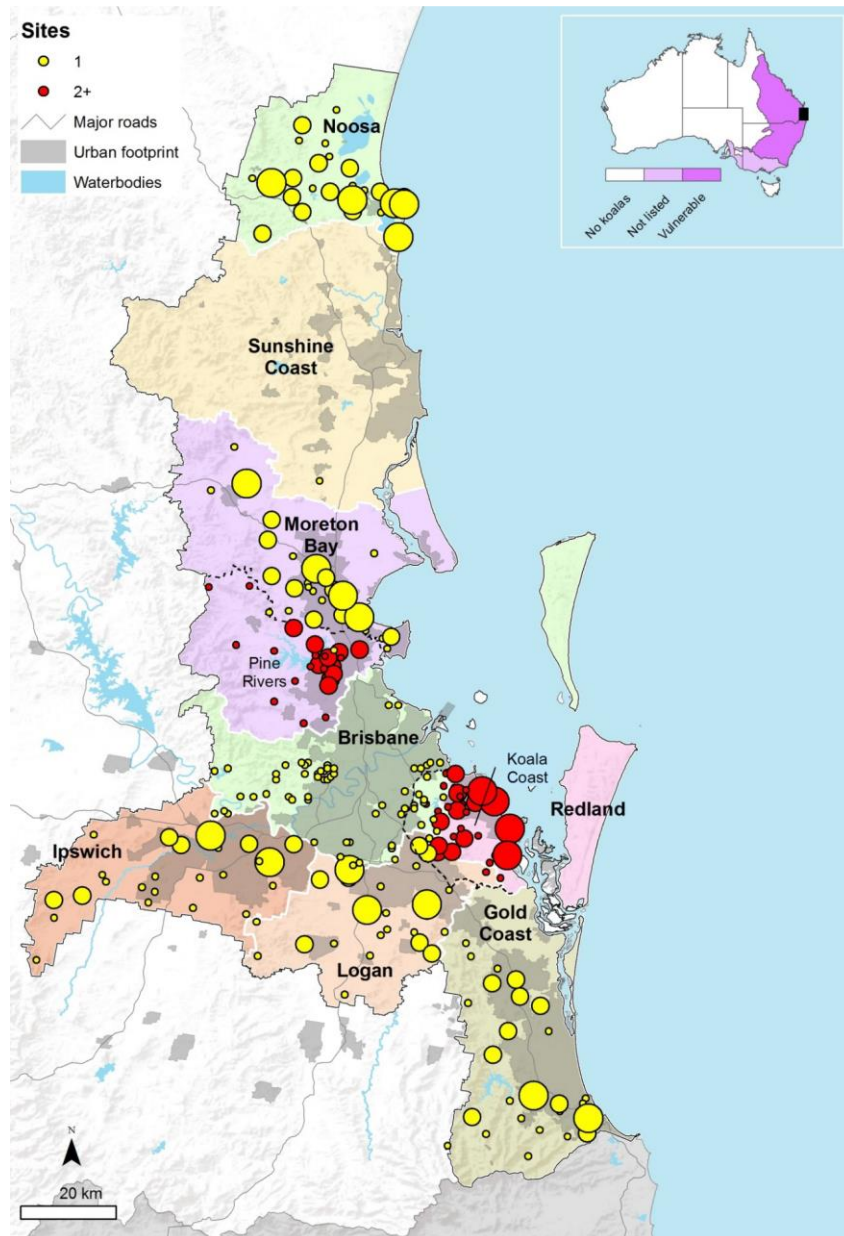 Sites
1
2+
Major roads
Urban footprint
Waterbodies
No koalas
Not listed
Vulnerable
Noosa
Sunshine
Coast
Moreton
Bay
Pine
Rivers
Brisbane
Koala
Coast
Redland
Ipswich
Gold
Coast
Logan
N
20 km